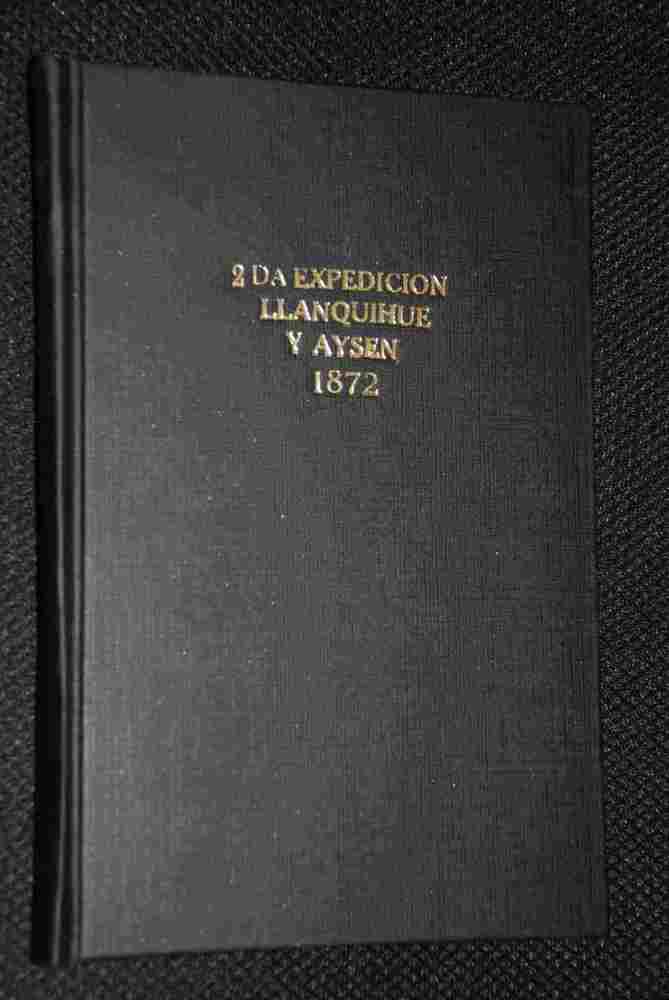 2 DA EXPEDICION
LLANQUIHUE
Y AYSEN
1872